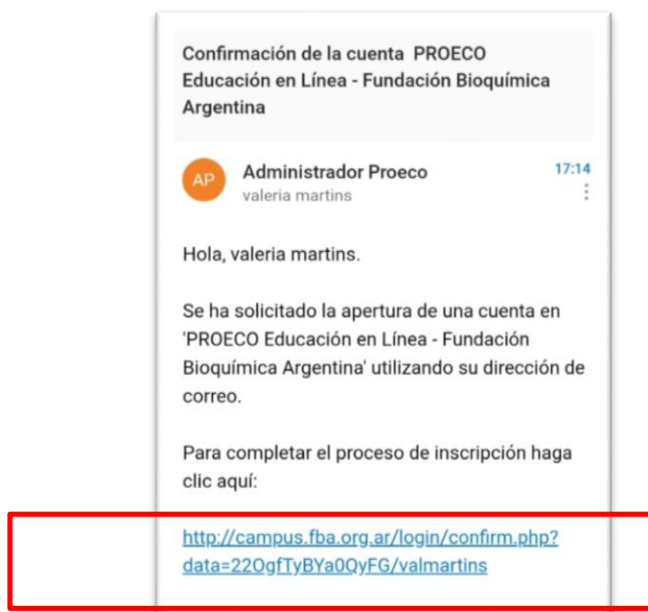 Confirmación de la cuenta PROECO
Educación en Línea - Fundación Bioquímica
Argentina
AP
Administrador Proeco
17:14
valeria martins
Hola, valeria martins.
Se ha solicitado la apertura de una cuenta en
'PROECO Educación en Línea - Fundación
Bioquímica Argentina' utilizando su dirección de
correo.
Para completar el proceso de inscripción haga
clic aquí:
http://campus.fba.org.ar/login/confirm.php?
data=22OgfTyBYa0QyFG/valmartins